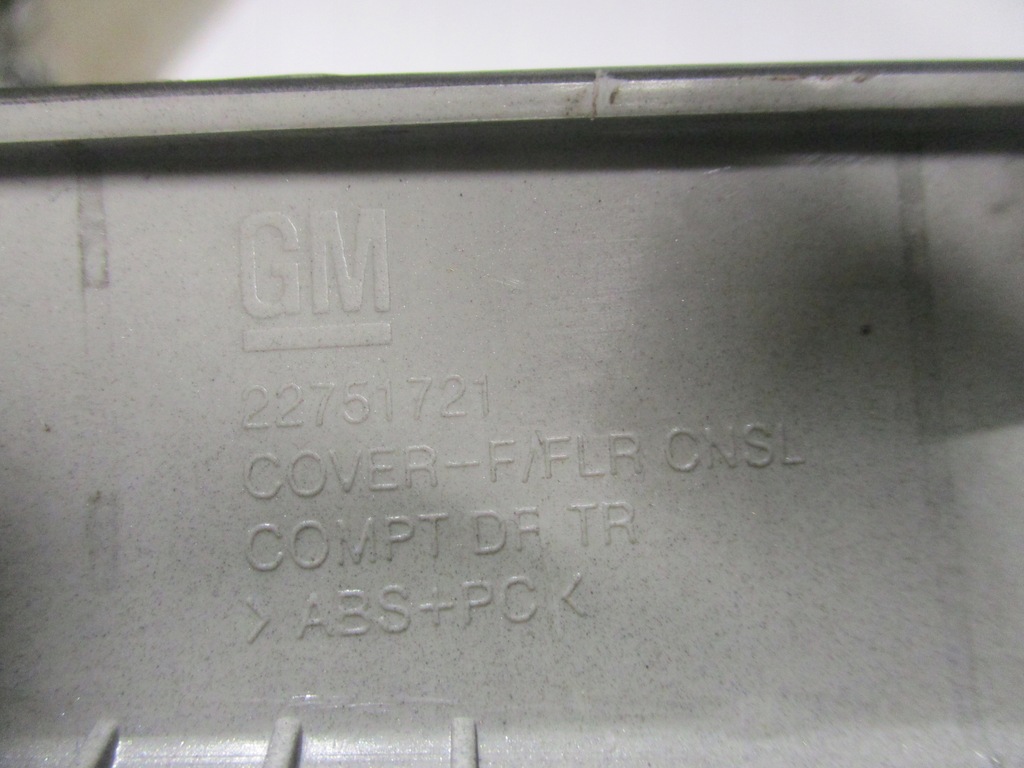 GM
22751721
COVER-F/FLR CNSL
COMPT DR TR
>ABS+PC<